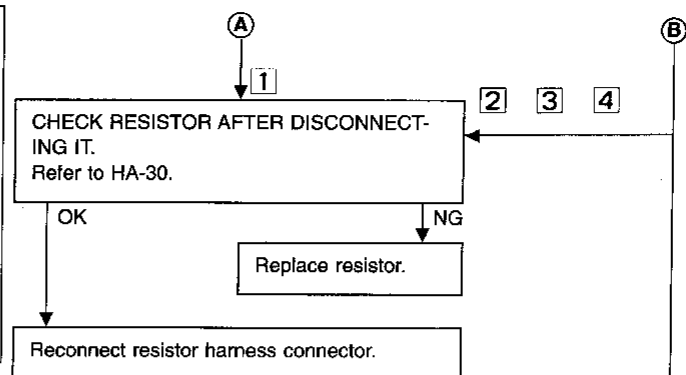 A
B
1
2 3 4
CHECK RESISTOR AFTER DISCONNECT-
ING IT.
Refer to HA-30.
OK
NG
Replace resistor.
Reconnect resistor harness connector.